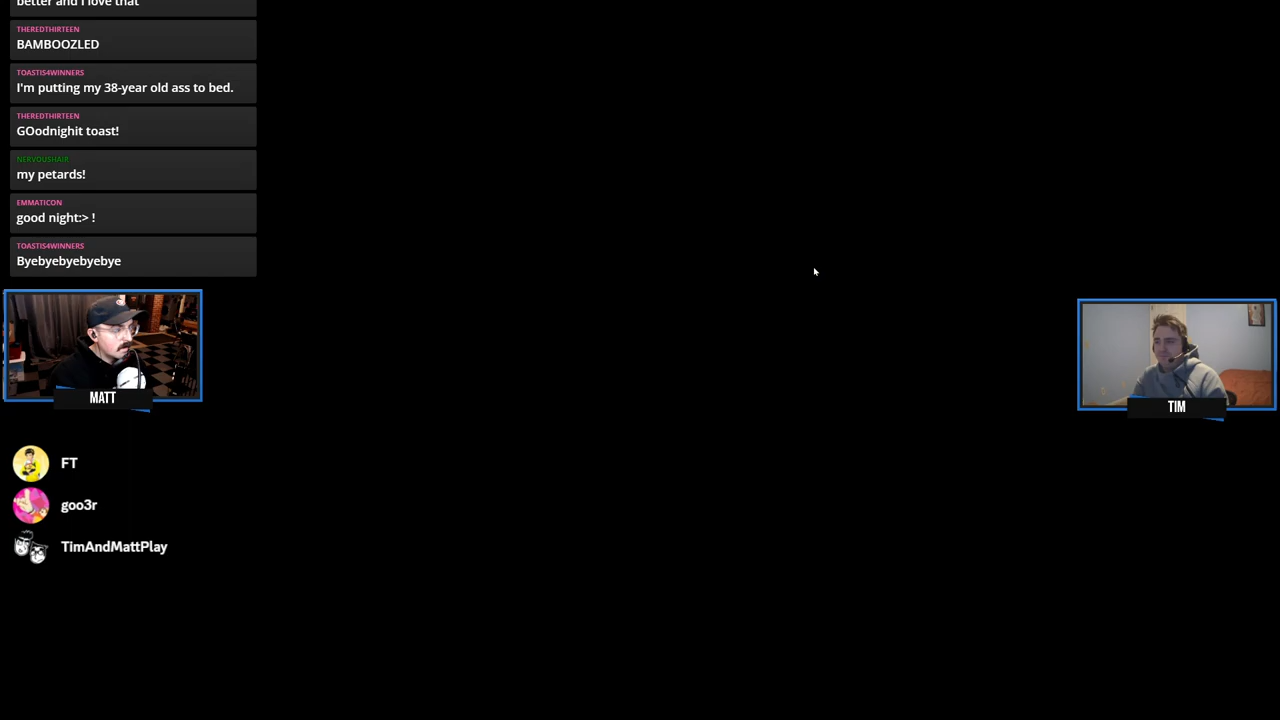 better and I love that
THEREDTHIRTEEN
BAMBOOZLED
TOASTIS4WINNERS
I'm putting my 38-year old ass to bed.
THEREDTHIRTEEN
GOodnighit toast!
NERVOUSHAIR
my petards!
EMMATICON
good night:> !
TOASTIS4WINNERS
Byebyebyebyebye
MATT
TIM
FT
goo3r
TimAndMattPlay